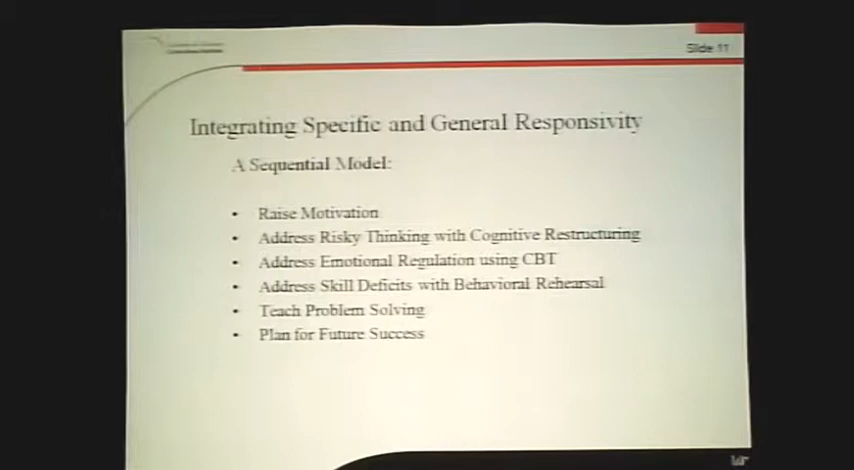 Slide 11
Integrating Specific and General Responsivity
A Sequential Model:
• Raise Motivation
• Address Risky Thinking with Cognitive Restructuring
• Address Emotional Regulation using CBT
• Address Skill Deficits with Behavioral Rehearsal
• Teach Problem Solving
• Plan for Future Success